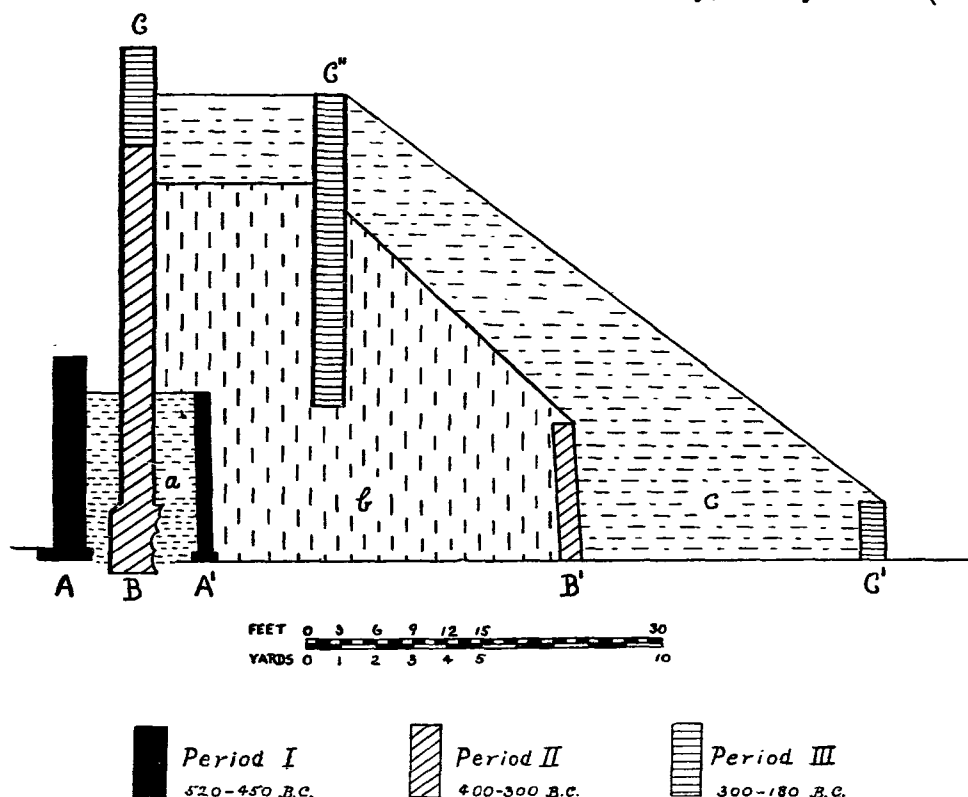 C
C"
a
b
c
A
B
A'
B'
C'
FEET 0 3 6 9 12 15 30
YARDS 0 1 2 3 4 5 10
Period I
520-450 B.C.
Period II
400-300 B.C.
Period III
300-180 B.C.